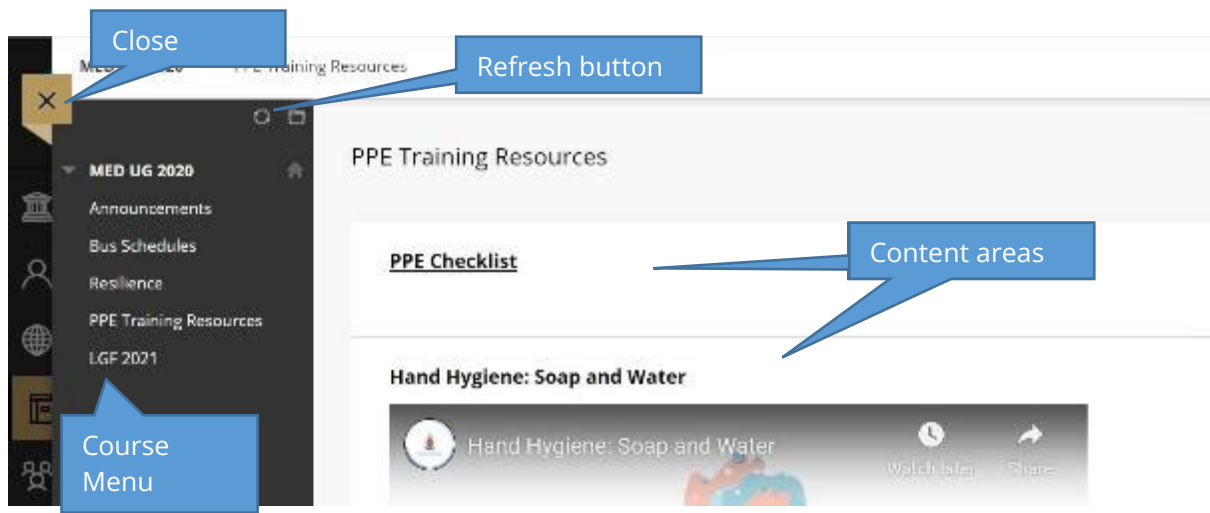 Close
Refresh button
PPE Training Resources
MED UG 2020
Announcements
Bus Schedules
Resilience
PPE Training Resources
LGF 2021
Course
Menu
PPE Training Resources
PPE Checklist
Content areas
Hand Hygiene: Soap and Water
Hand Hygiene: Soap and Water
Watch later
Share